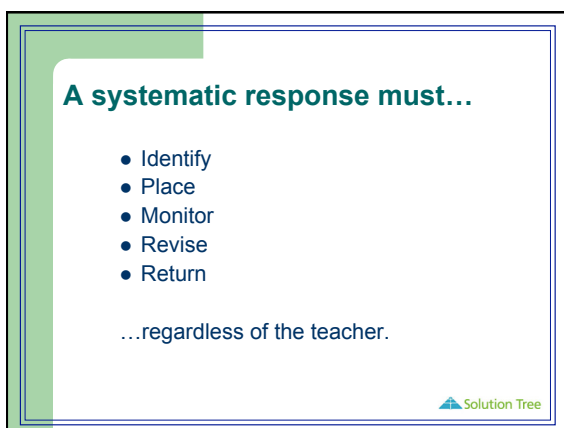 A systematic response must…
● Identify
● Place
● Monitor
● Revise
● Return
…regardless of the teacher.
Solution Tree